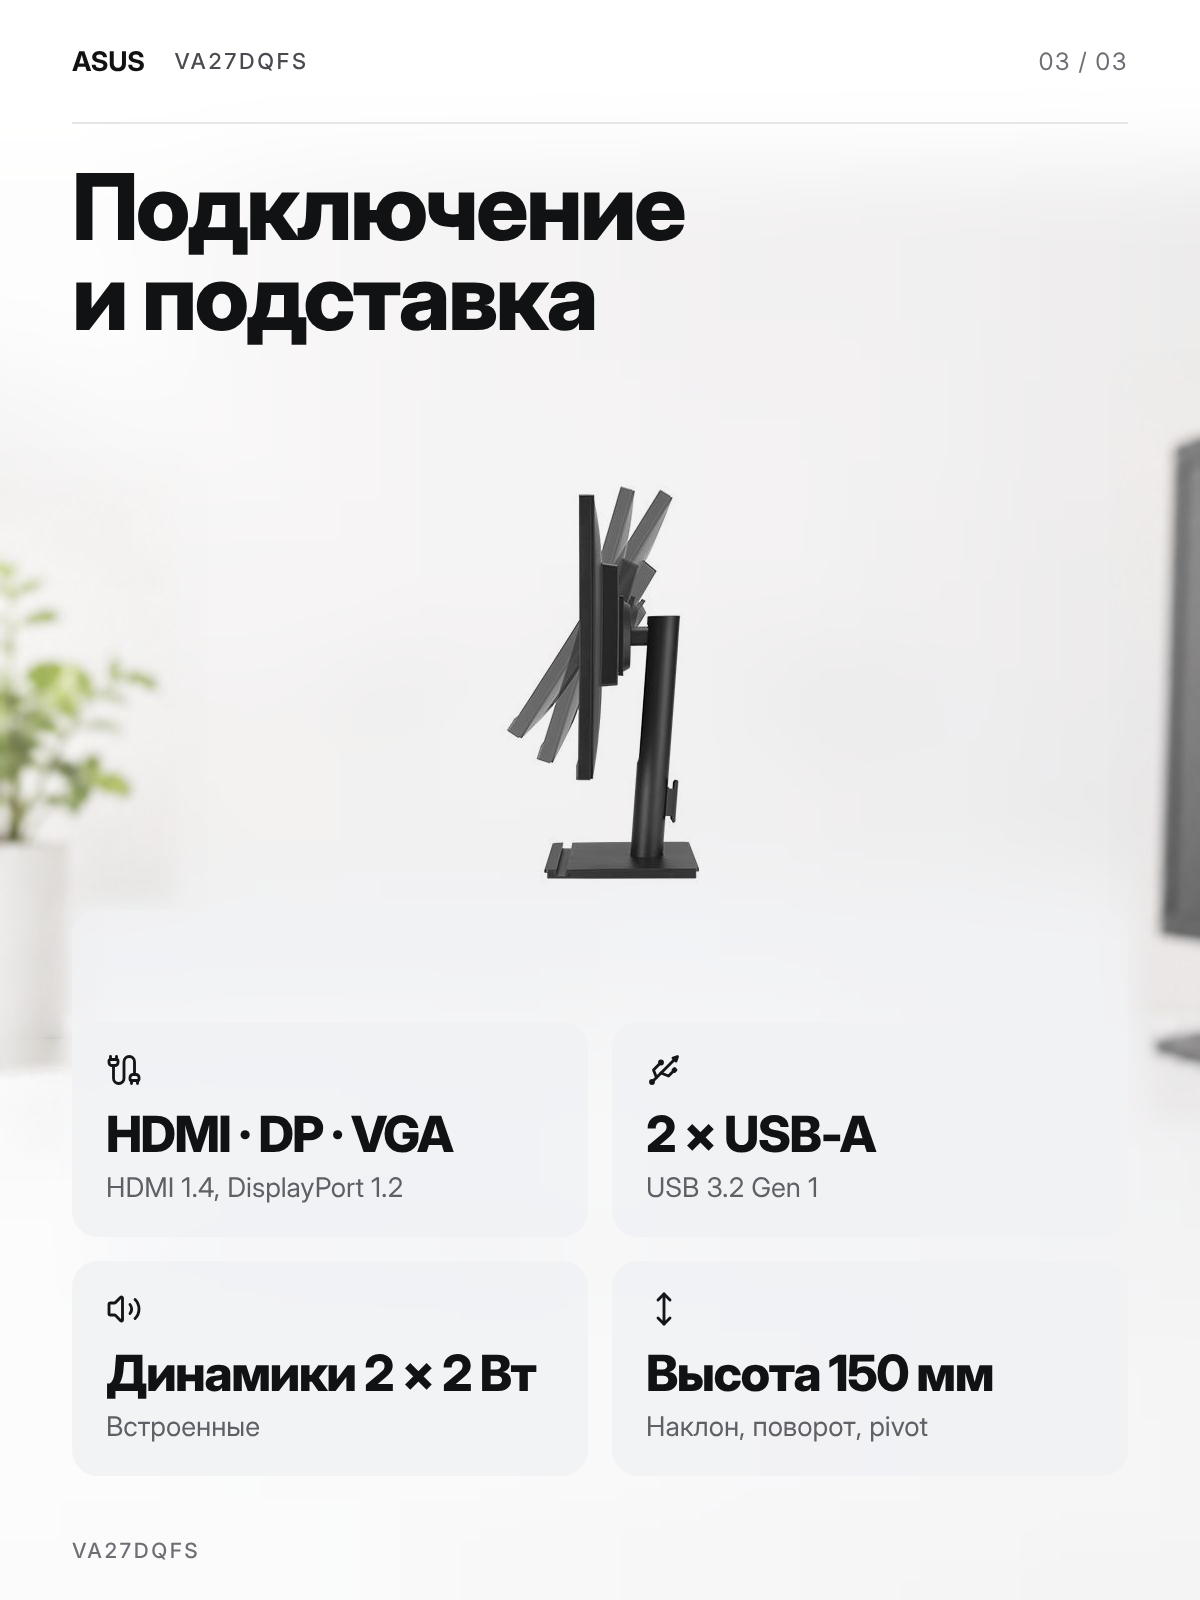 ASUS VA27DQFS 03 / 03
Подключение
и подставка
HDMI · DP · VGA
HDMI 1.4, DisplayPort 1.2
2 × USB-A
USB 3.2 Gen 1
Динамики 2 × 2 Вт
Встроенные
Высота 150 мм
Наклон, поворот, pivot
VA27DQFS